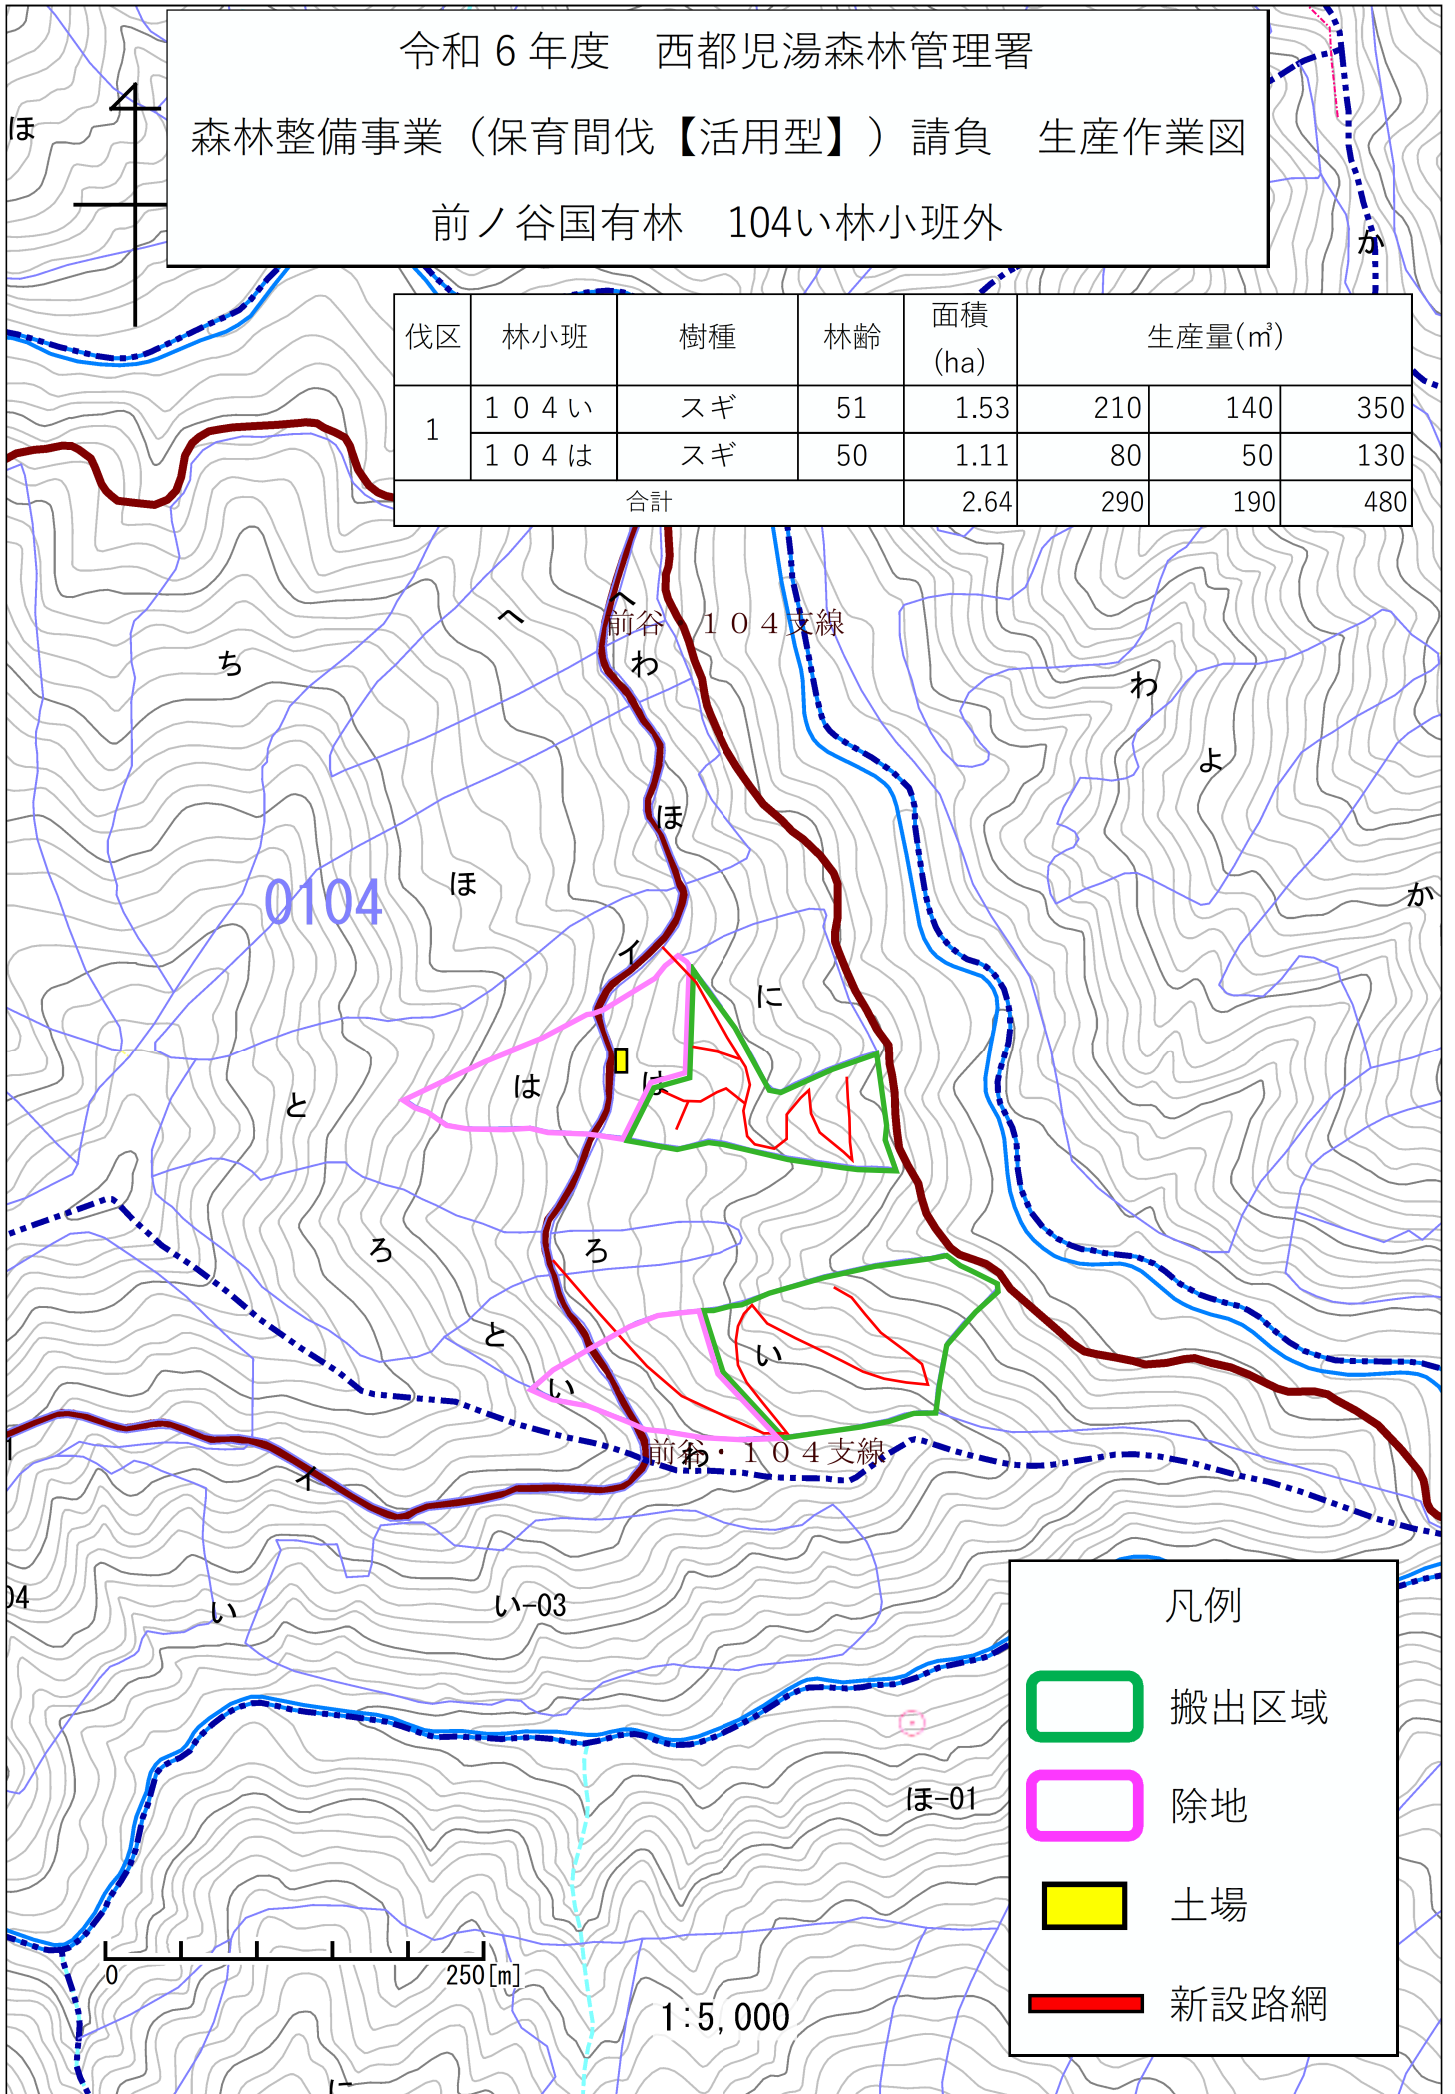 令和６年度　西都児湯森林管理署
森林整備事業（保育間伐【活用型】）請負　生産作業図
前ノ谷国有林　104い林小班外
ほ
か
伐区 林小班 樹種 林齢 面積(ha) 生産量(㎥)
1 １０４い スギ 51 1.53 210 140 350
１０４は スギ 50 1.11 80 50 130
合計 2.64 290 190 480
へ
へ
前谷・１０４支線
ち
わ
わ
よ
ほ
0104
ほ
か
イ
に
は
は
と
ろ
ろ
と
い
い
前谷・１０４支線
わ
イ
04
い
い-03
凡例
搬出区域
除地
土場
新設路網
ほ-01
0
250[m]
1:5,000
に